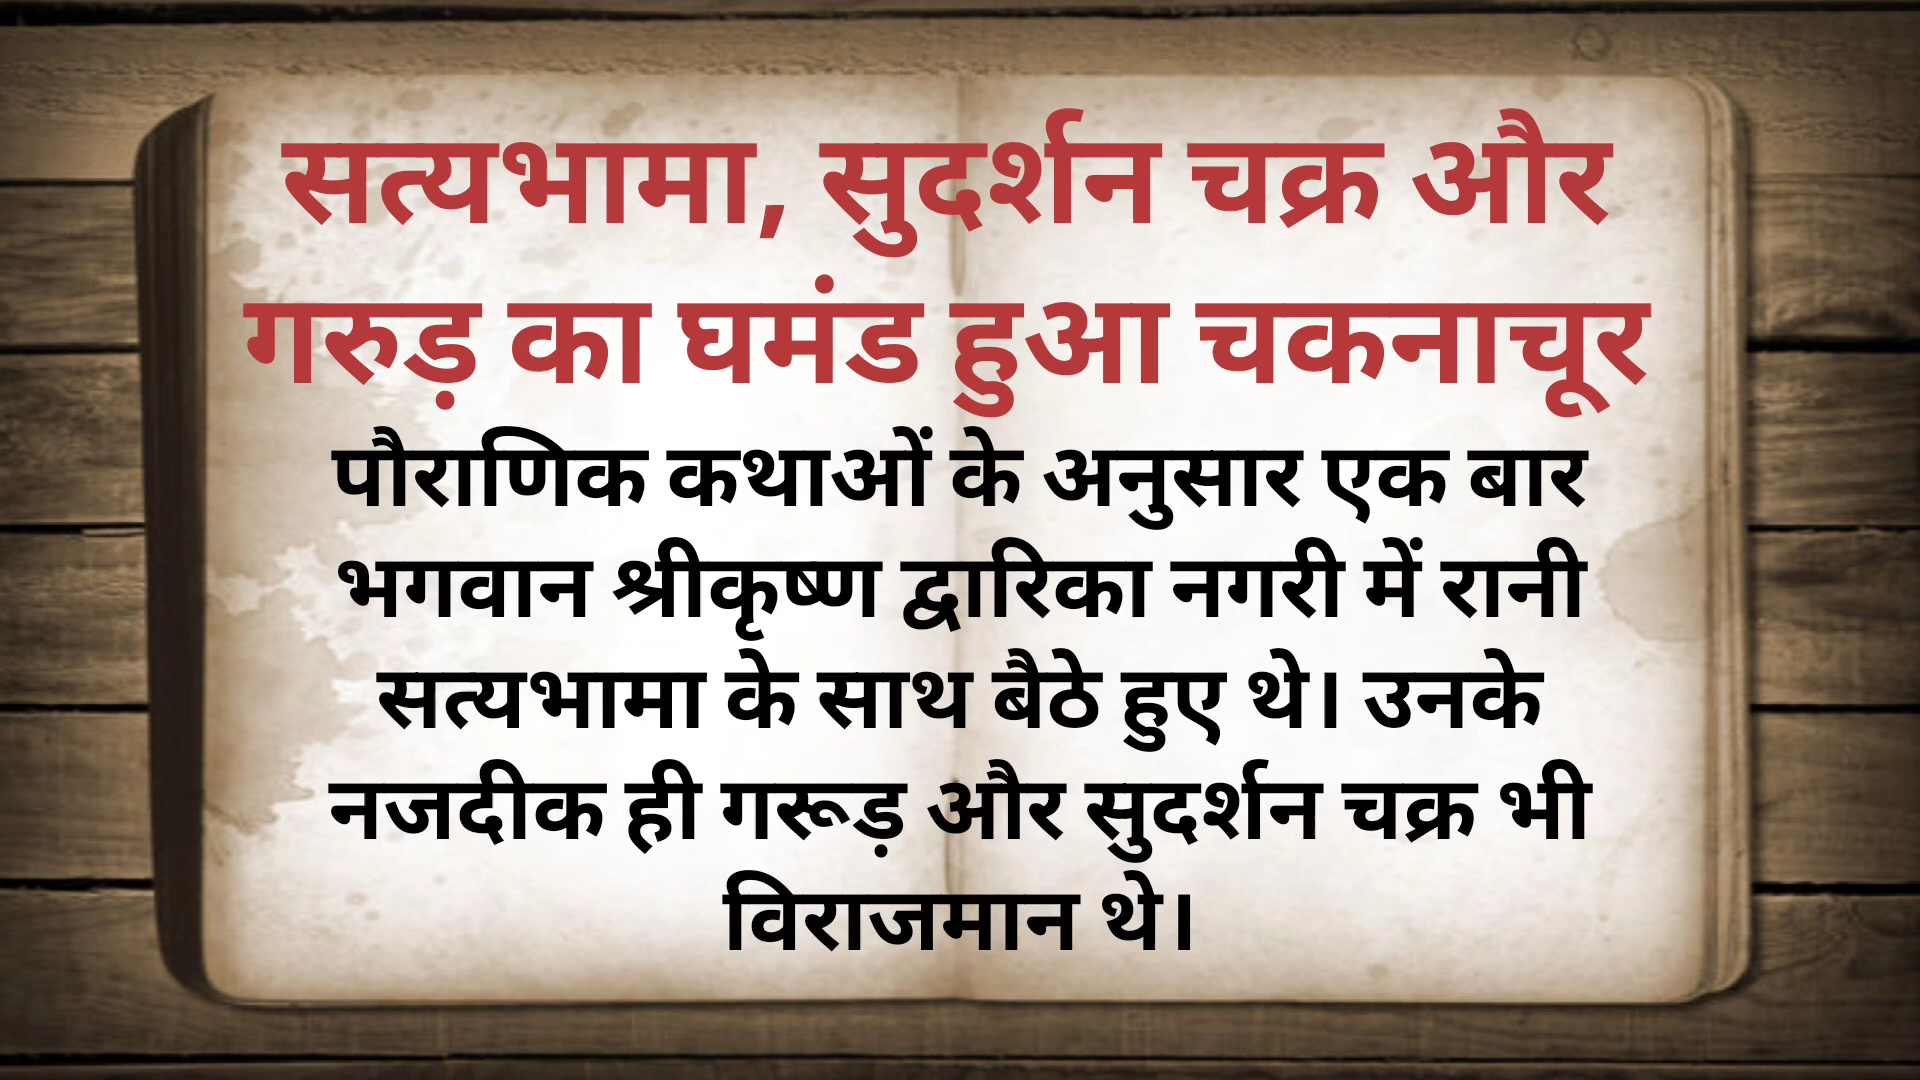 सत्यभामा, सुदर्शन चक्र और
गरुड़ का घमंड हुआ चकनाचूर
पौराणिक कथाओं के अनुसार एक बार
भगवान श्रीकृष्ण द्वारिका नगरी में रानी
सत्यभामा के साथ बैठे हुए थे। उनके
नजदीक ही गरूड़ और सुदर्शन चक्र भी
विराजमान थे।